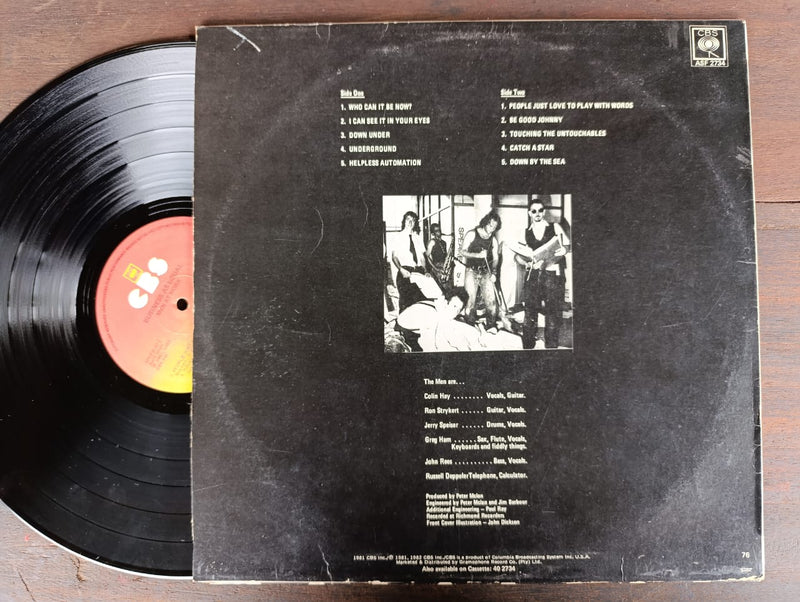 CBS
ASF 2734
Side One
1. WHO CAN IT BE NOW?
2. I CAN SEE IT IN YOUR EYES
3. DOWN UNDER
4. UNDERGROUND
5. HELPLESS AUTOMATION
Side Two
1. PEOPLE JUST LOVE TO PLAY WITH WORDS
2. BE GOOD JOHNNY
3. TOUCHING THE UNTOUCHABLES
4. CATCH A STAR
5. DOWN BY THE SEA
CBS
The Men are...
Colin Hay ........ Vocals, Guitar.
Ron Strykert ...... Guitar, Vocals.
Jerry Speiser ...... Drums, Vocals.
Greg Ham ...... Sax, Flute, Vocals,
Keyboards and fiddly things.
John Rees .......... Bass, Vocals.
Russell Deppeler Telephone, Calculator.
Produced by Peter McIan
Engineered by Peter McIan and Jim Barbour
Additional Engineering – Paul Ray
Recorded at Richmond Recorders
Front Cover Illustration – John Dickson
1981 CBS Inc./℗ 1981, 1982 CBS Inc./CBS is a product of Columbia Broadcasting System Inc. U.S.A.
Marketed & Distributed by Gramophone Record Co. (Pty) Ltd.
Also available on Cassette: 40 2734
76